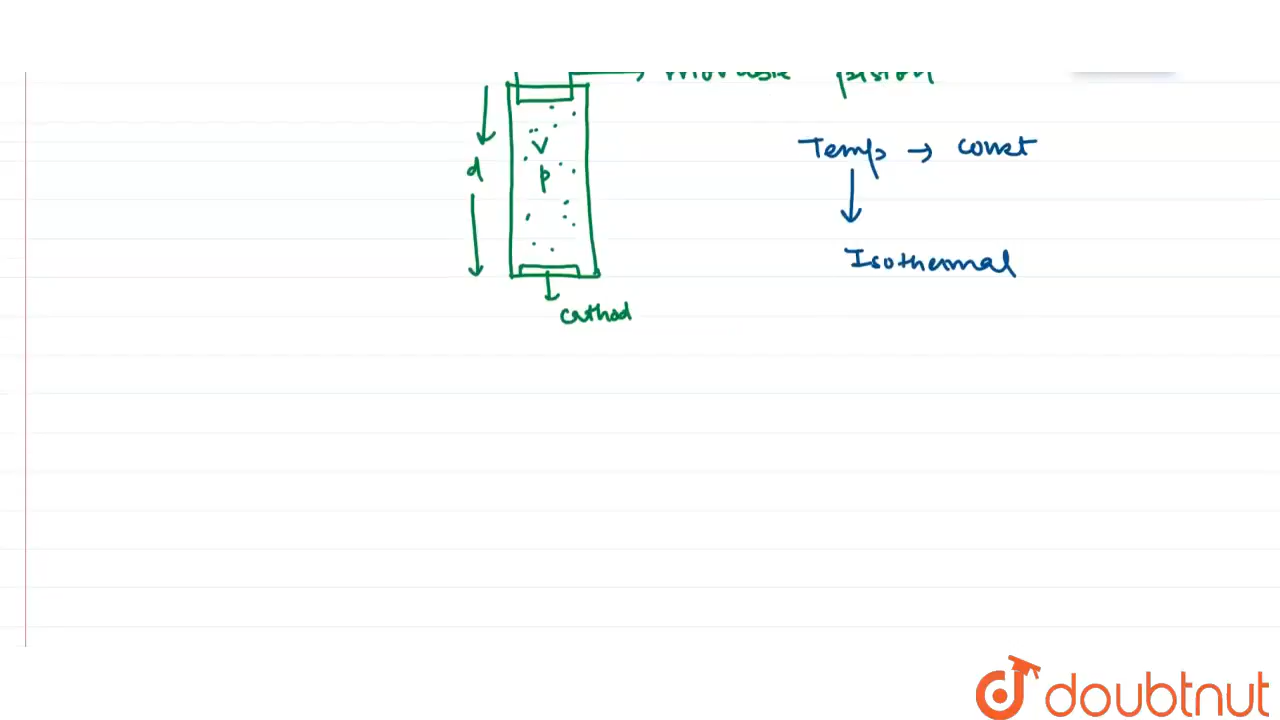 Temp → const
d
V
p
Isothermal
cathod
doubtnut